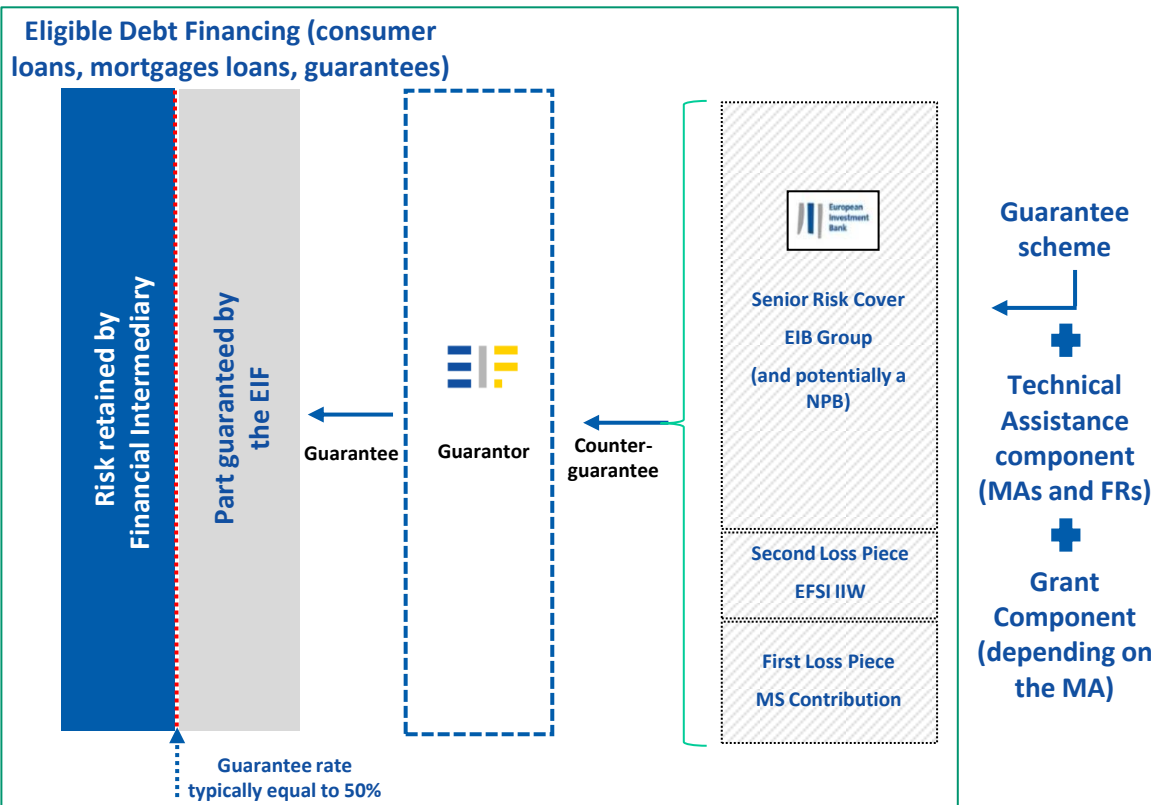 Eligible Debt Financing (consumer
loans, mortgages loans, guarantees)
Risk retained by
Financial Intermediary
Part guaranteed by
the EIF
Guarantee
EIF
Guarantor
Counter-
guarantee
European
Investment
Bank
Senior Risk Cover
EIB Group
(and potentially a
NPB)
Second Loss Piece
EFSI IIW
First Loss Piece
MS Contribution
Guarantee rate
typically equal to 50%
Guarantee
scheme
Technical
Assistance
component
(MAs and FRs)
Grant
Component
(depending on
the MA)